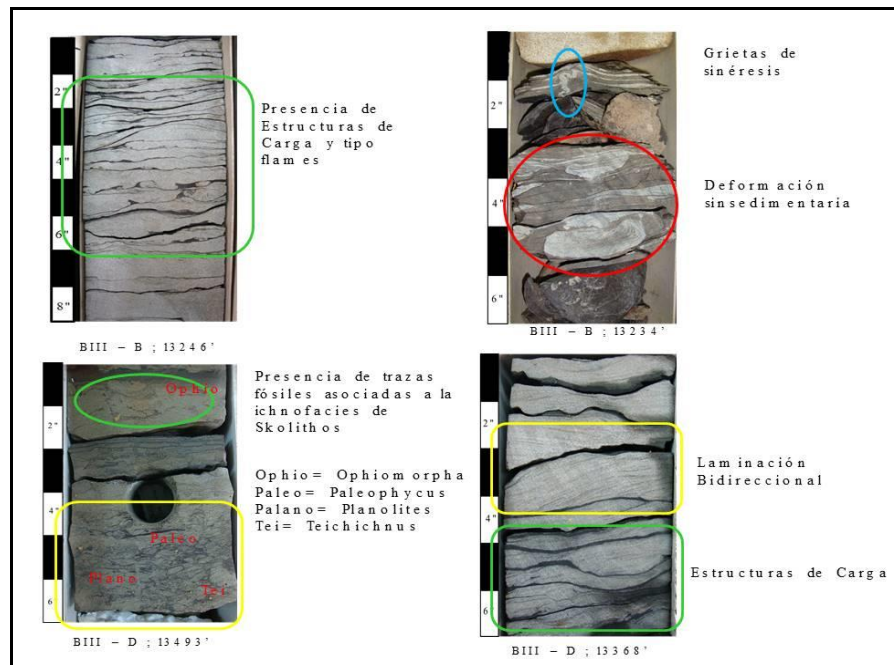 2"
4"
6"
8"
Presencia de
Estructuras de
Carga y tipo
flames
BIII – B ; 13246'
2"
4"
6"
Grietas de
sinéresis
Deformación
sinsedimentaria
BIII – B ; 13234'
2"
4"
6"
Ophio
Paleo
Plano
Tei
Presencia de trazas
fósiles asociadas a la
ichnofacies de
Skolithos
Ophio= Ophiomorpha
Paleo= Paleophycus
Palano= Planolites
Tei= Teichichnus
BIII – D ; 13493'
2"
4"
6"
Laminación
Bidireccional
Estructuras de Carga
BIII – D ; 13368'